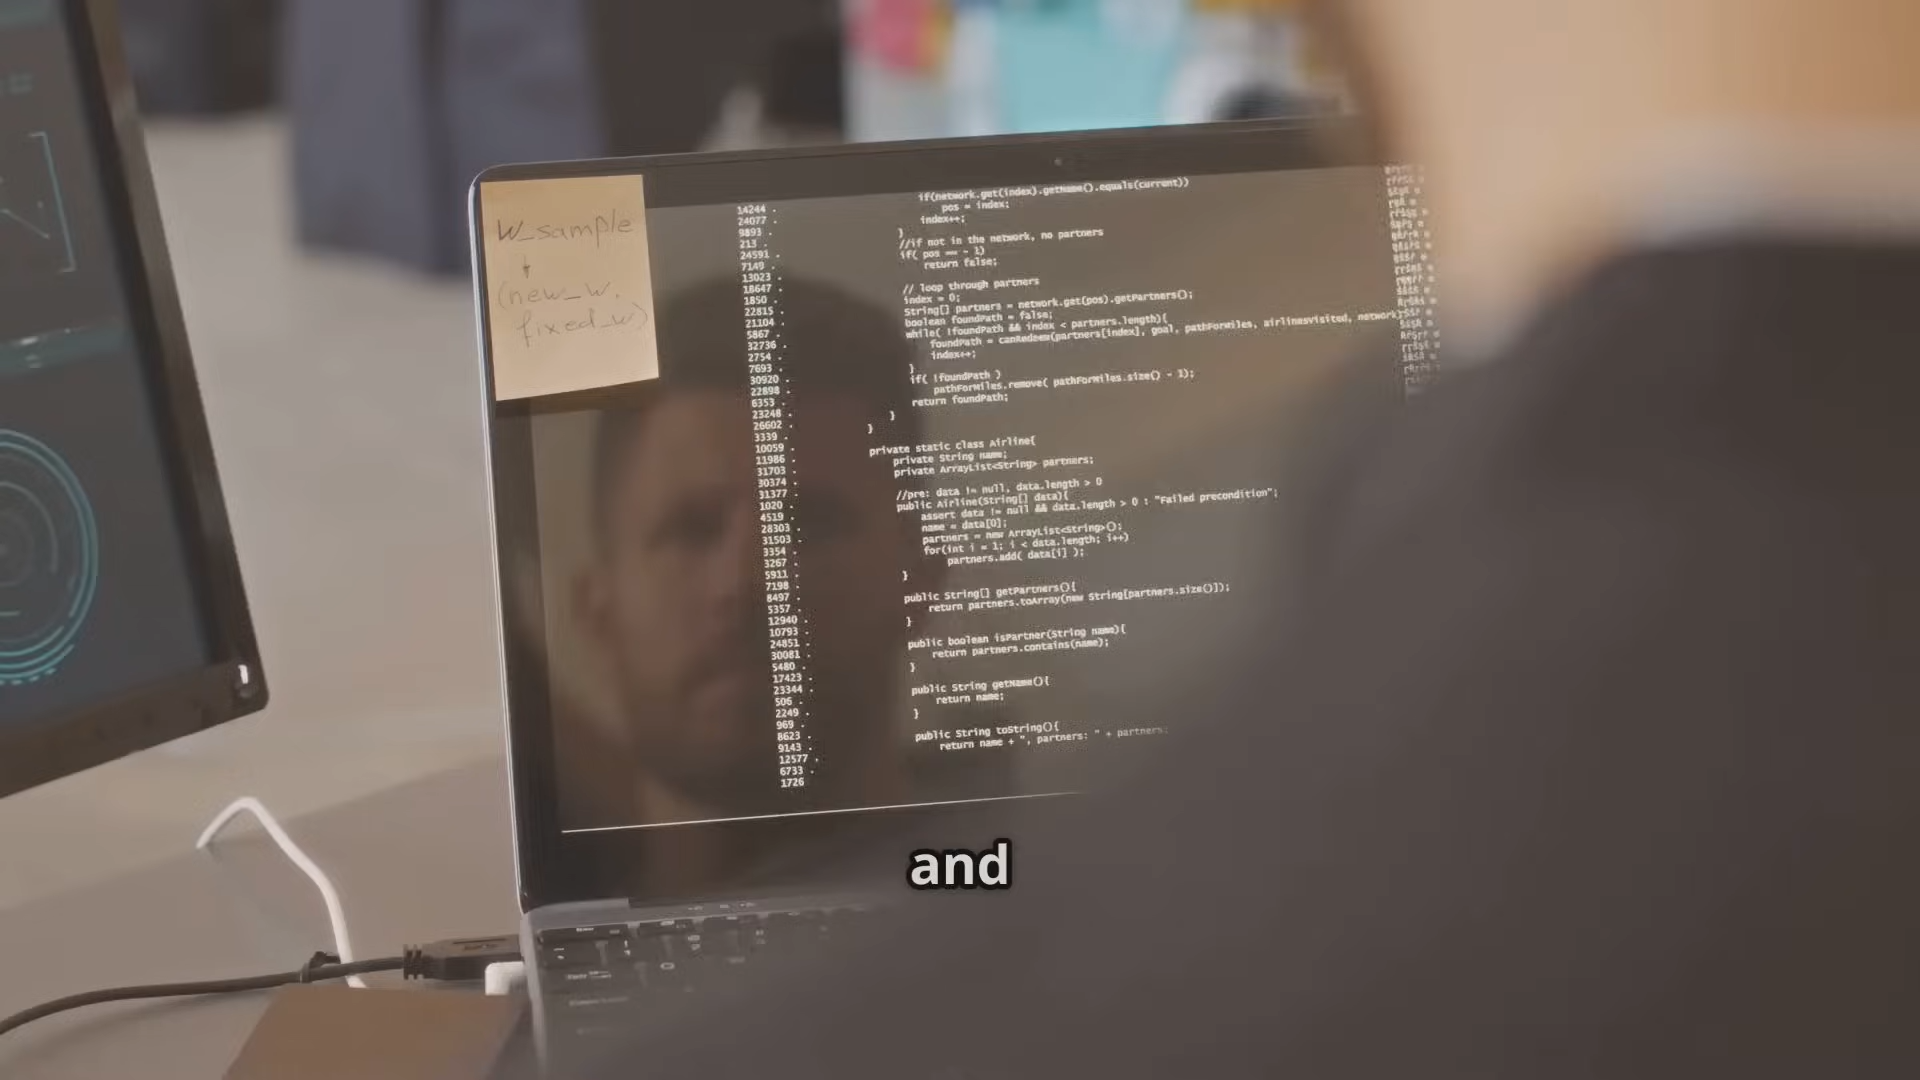 W_sample
(new_w.
fixed_w)
if(network.get(index).getName().equals(current))
pos = index;
index++;
}
//if not in the network, no partners
if( pos == - 1)
return false;
// loop through partners
index = 0;
String[] partners = network.get(pos).getPartners();
boolean foundPath = false;
while( !foundPath && index < partners.length){
foundPath = canRedeem(partners[index], goal, pathForMiles, airlinesVisited, network);
index++;
}
if( !foundPath )
pathForMiles.remove( pathForMiles.size() - 1);
return foundPath;
}
}
private static class Airline{
private String name;
private ArrayList<String> partners;
//pre: data != null, data.length > 0
public Airline(String[] data){
assert data != null && data.length > 0 : "Failed precondition";
name = data[0];
partners = new ArrayList<String>();
for(int i = 1; i < data.length; i++)
partners.add( data[i] );
}
public String[] getPartners(){
return partners.toArray(new String[partners.size()]);
}
public boolean isPartner(String name){
return partners.contains(name);
}
public String getName(){
return name;
}
public String toString(){
return name + ", partners: " + partners;
14244 .
24077 .
9893 .
213 .
24591 .
7149 .
13023 .
18647 .
1850 .
22815 .
21104 .
5867 .
32736 .
2754 .
7693 .
30920 .
22898 .
6353 .
23248 .
26602 .
3339 .
10059 .
11986 .
31703 .
30374 .
31377 .
1020 .
4519 .
28303 .
31503 .
3354 .
3267 .
5911 .
7198 .
8497 .
5357 .
12940 .
10793 .
24851 .
30081 .
5480 .
17423 .
23344 .
506 .
2249 .
969 .
8623 .
9143 .
12577 .
6733 .
1726
and